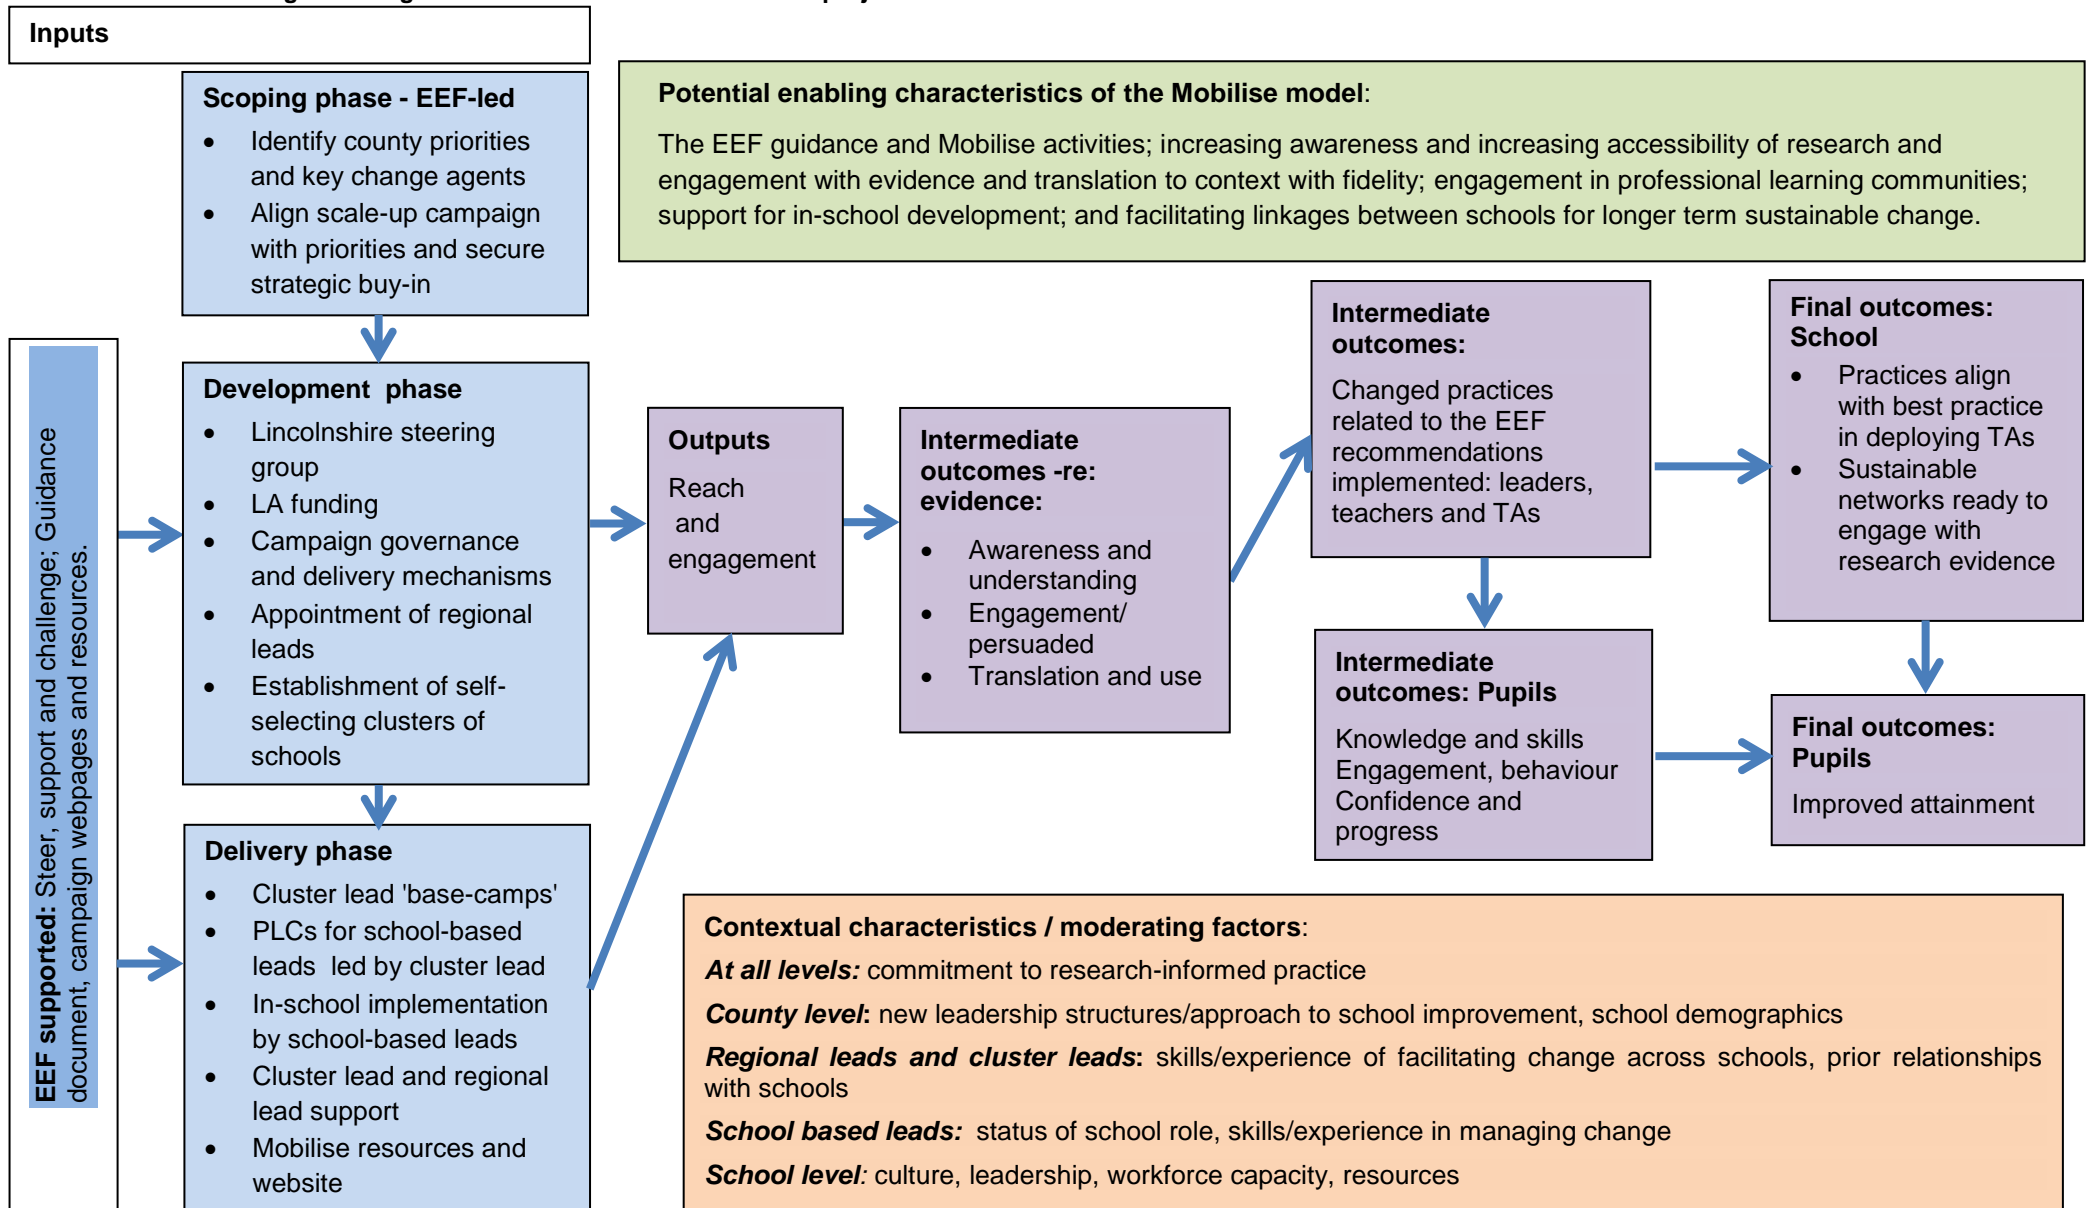 Inputs
Scoping phase - EEF-led
• Identify county priorities
and key change agents
• Align scale-up campaign
with priorities and secure
strategic buy-in
Potential enabling characteristics of the Mobilise model:
The EEF guidance and Mobilise activities; increasing awareness and increasing accessibility of research and
engagement with evidence and translation to context with fidelity; engagement in professional learning communities;
support for in-school development; and facilitating linkages between schools for longer term sustainable change.
EEF supported: Steer, support and challenge; Guidance
document, campaign webpages and resources.
Development phase
• Lincolnshire steering
group
• LA funding
• Campaign governance
and delivery mechanisms
• Appointment of regional
leads
• Establishment of self-
selecting clusters of
schools
Delivery phase
• Cluster lead 'base-camps'
• PLCs for school-based
leads led by cluster lead
• In-school implementation
by school-based leads
• Cluster lead and regional
lead support
• Mobilise resources and
website
Outputs
Reach
and
engagement
Intermediate
outcomes -re:
evidence:
• Awareness and
understanding
• Engagement/
persuaded
• Translation and use
Intermediate
outcomes:
Changed practices
related to the EEF
recommendations
implemented: leaders,
teachers and TAs
Intermediate
outcomes: Pupils
Knowledge and skills
Engagement, behaviour
Confidence and
progress
Final outcomes:
School
• Practices align
with best practice
in deploying TAs
• Sustainable
networks ready to
engage with
research evidence
Final outcomes:
Pupils
Improved attainment
Contextual characteristics / moderating factors:
At all levels: commitment to research-informed practice
County level: new leadership structures/approach to school improvement, school demographics
Regional leads and cluster leads: skills/experience of facilitating change across schools, prior relationships
with schools
School based leads: status of school role, skills/experience in managing change
School level: culture, leadership, workforce capacity, resources